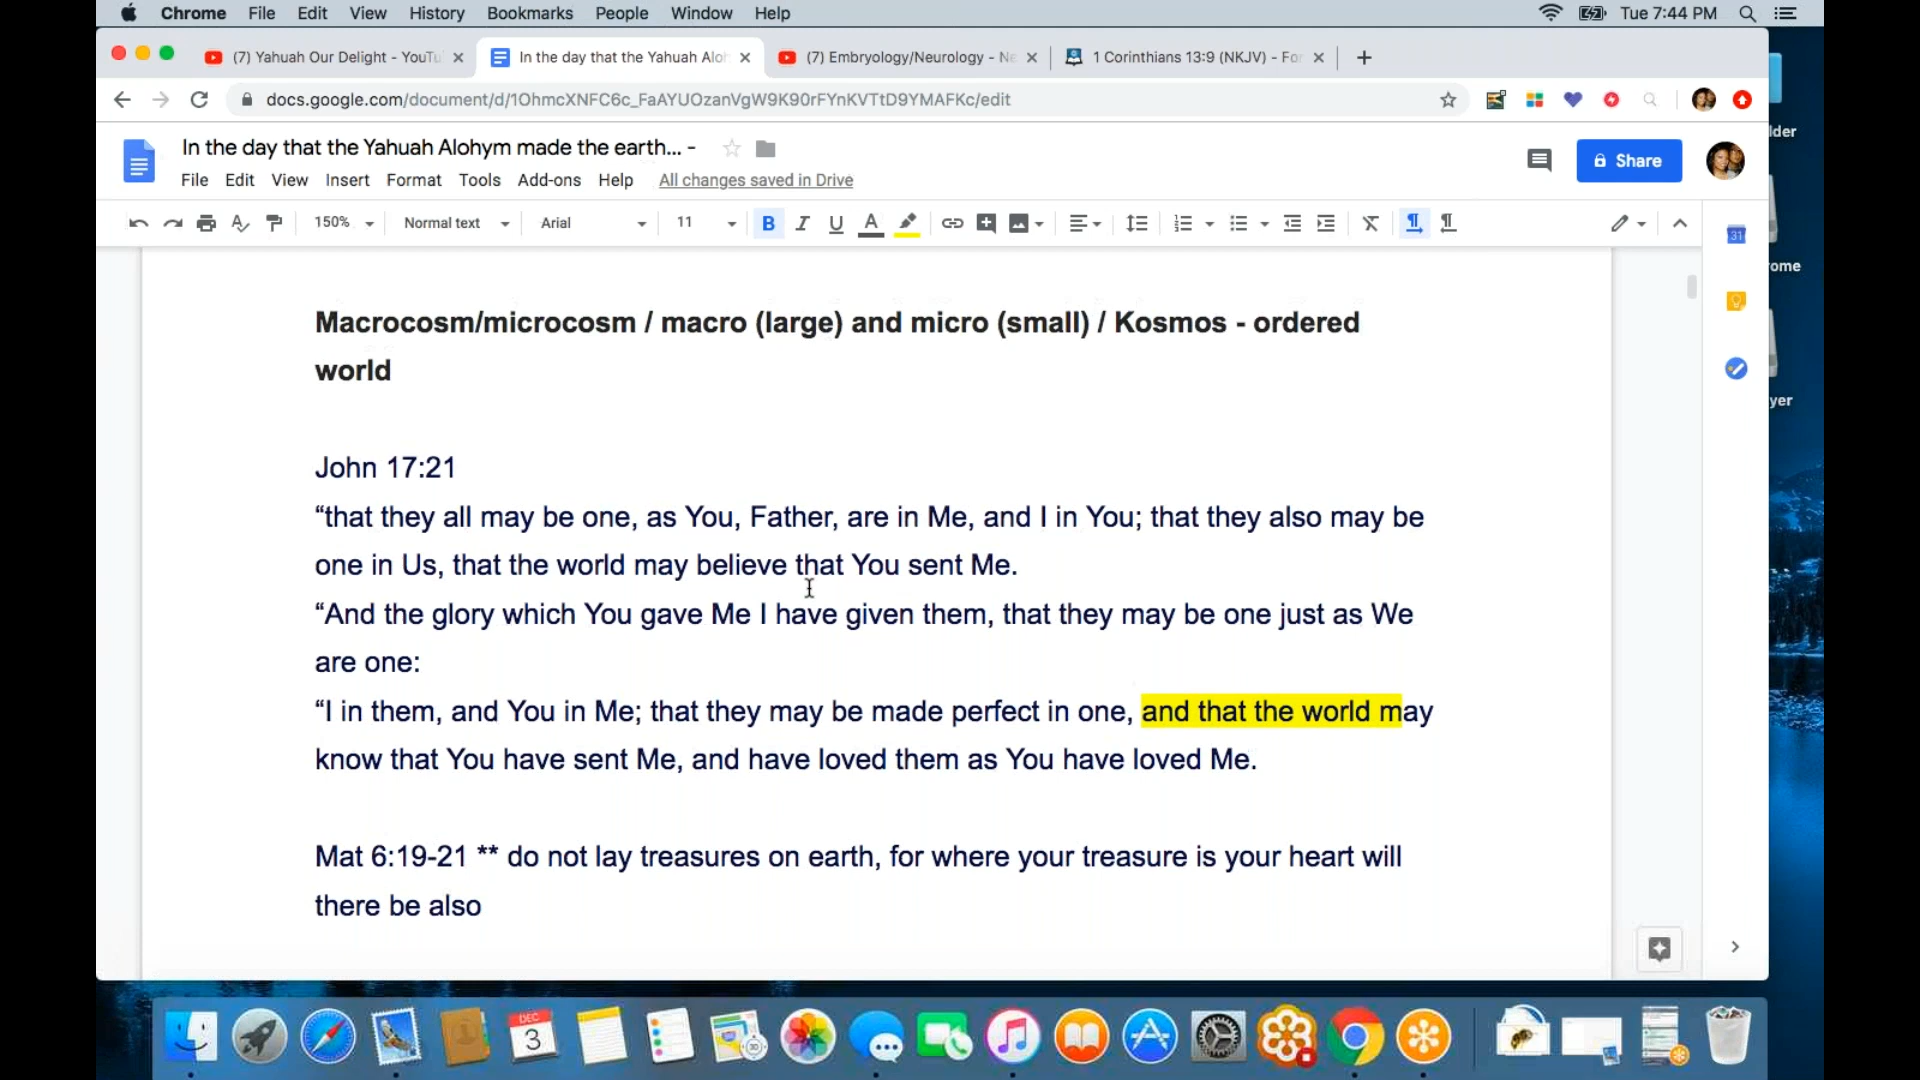 Chrome File Edit View History Bookmarks People Window Help Tue 7:44 PM
(7) Yahuah Our Delight - YouTu In the day that the Yahuah Aloh (7) Embryology/Neurology - Ne 1 Corinthians 13:9 (NKJV) - For
docs.google.com/document/d/1OhmcXNFC6c_FaAYUOzanVgW9K90rFYnKVTtD9YMAFKc/edit
lder
In the day that the Yahuah Alohym made the earth... -
Share
File Edit View Insert Format Tools Add-ons Help All changes saved in Drive
150% Normal text Arial 11 B I U A
31
ome
Macrocosm/microcosm / macro (large) and micro (small) / Kosmos - ordered
world
yer
John 17:21
“that they all may be one, as You, Father, are in Me, and I in You; that they also may be
one in Us, that the world may believe that You sent Me.
“And the glory which You gave Me I have given them, that they may be one just as We
are one:
“I in them, and You in Me; that they may be made perfect in one, and that the world may
know that You have sent Me, and have loved them as You have loved Me.
Mat 6:19-21 ** do not lay treasures on earth, for where your treasure is your heart will
there be also
DEC
3